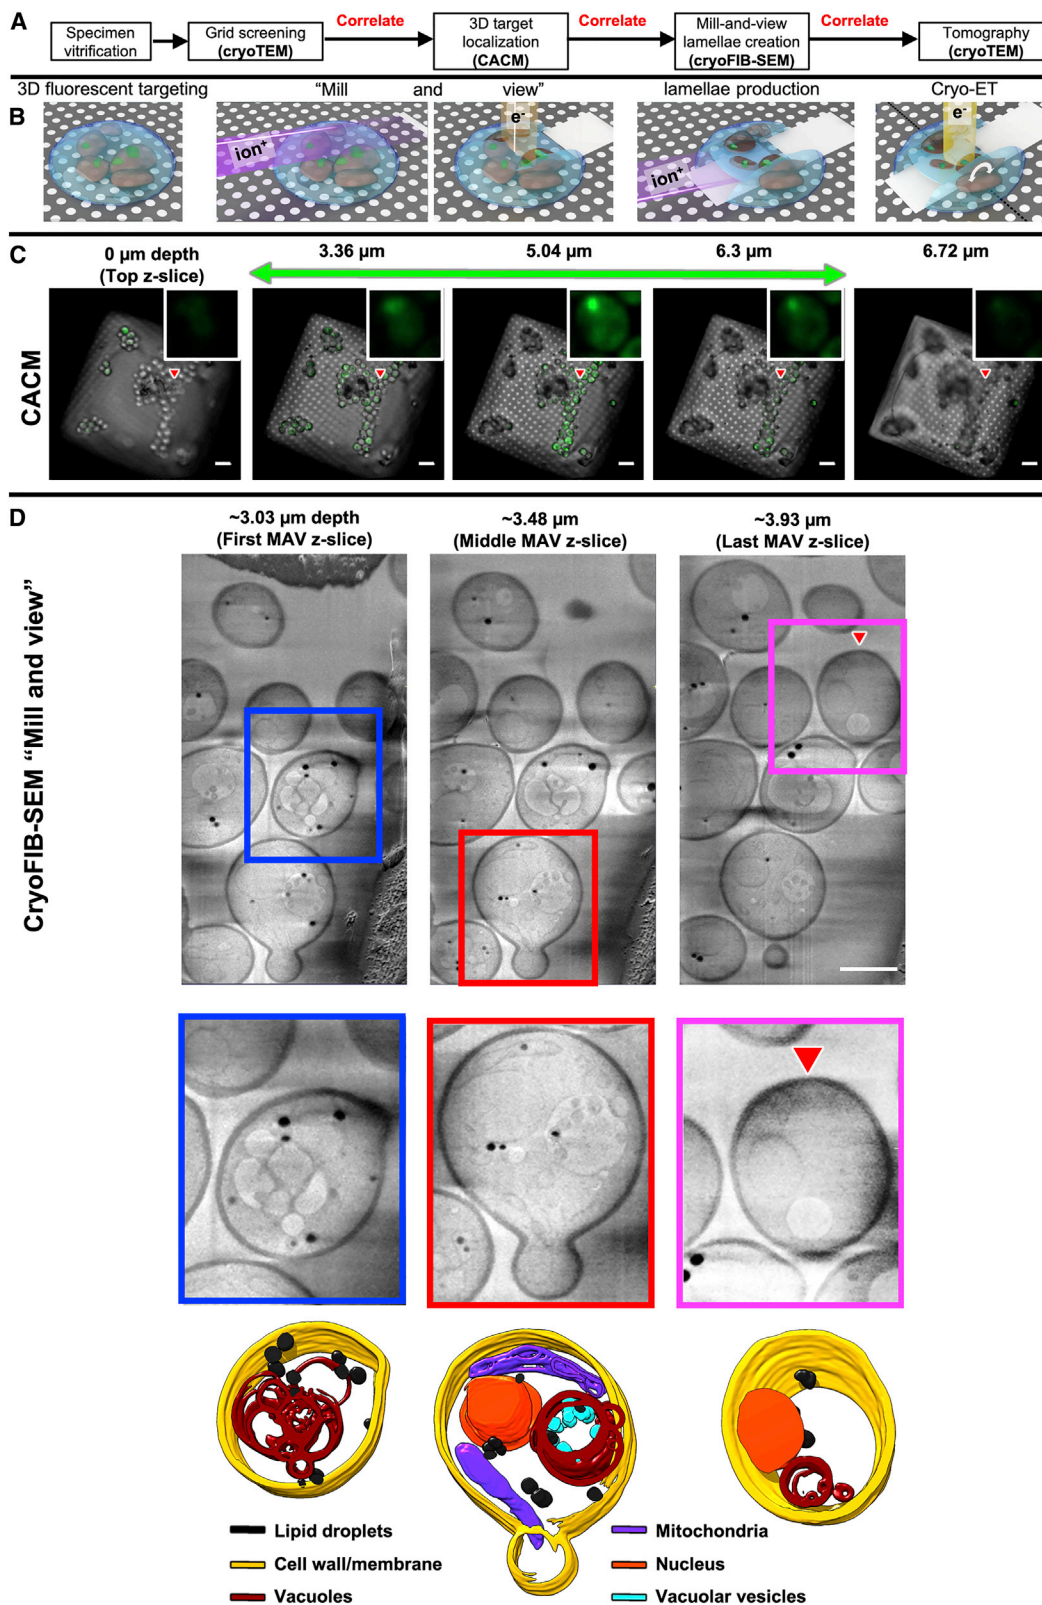 A
Specimen
vitrification
Grid screening
(cryoTEM)
Correlate
3D target
localization
(CACM)
Correlate
Mill-and-view
lamellae creation
(cryoFIB-SEM)
Correlate
Tomography
(cryoTEM)
3D fluorescent targeting
“Mill and view”
lamellae production
Cryo-ET
B
ion+
e-
ion+
e-
C
0 µm depth
(Top z-slice)
3.36 µm
5.04 µm
6.3 µm
6.72 µm
CACM
D
~3.03 µm depth
(First MAV z-slice)
~3.48 µm
(Middle MAV z-slice)
~3.93 µm
(Last MAV z-slice)
CryoFIB-SEM “Mill and view”
Lipid droplets
Cell wall/membrane
Vacuoles
Mitochondria
Nucleus
Vacuolar vesicles